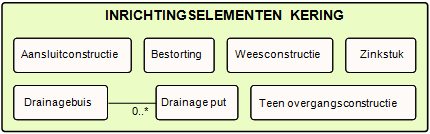 INRICHTINGSELEMENTEN KERING
Aansluitconstructie
Bestorting
Weesconstructie
Zinkstuk
Drainagebuis
0..*
Drainage put
Teen overgangsconstructie